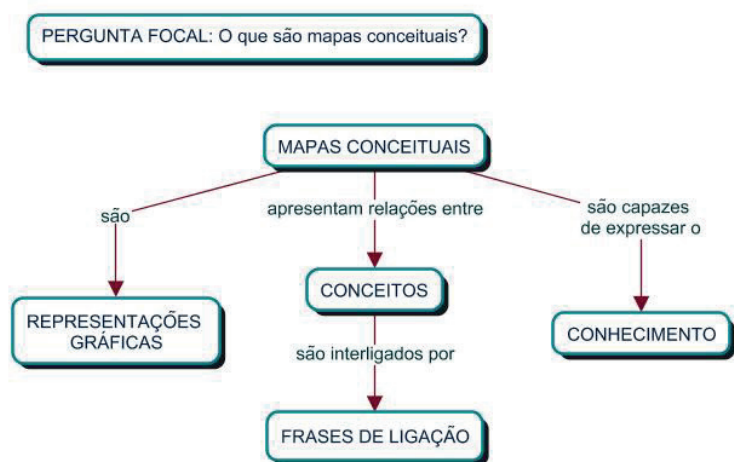 PERGUNTA FOCAL: O que são mapas conceituais?
MAPAS CONCEITUAIS
são
apresentam relações entre
são capazes
de expressar o
REPRESENTAÇÕES
GRÁFICAS
CONCEITOS
CONHECIMENTO
são interligados por
FRASES DE LIGAÇÃO